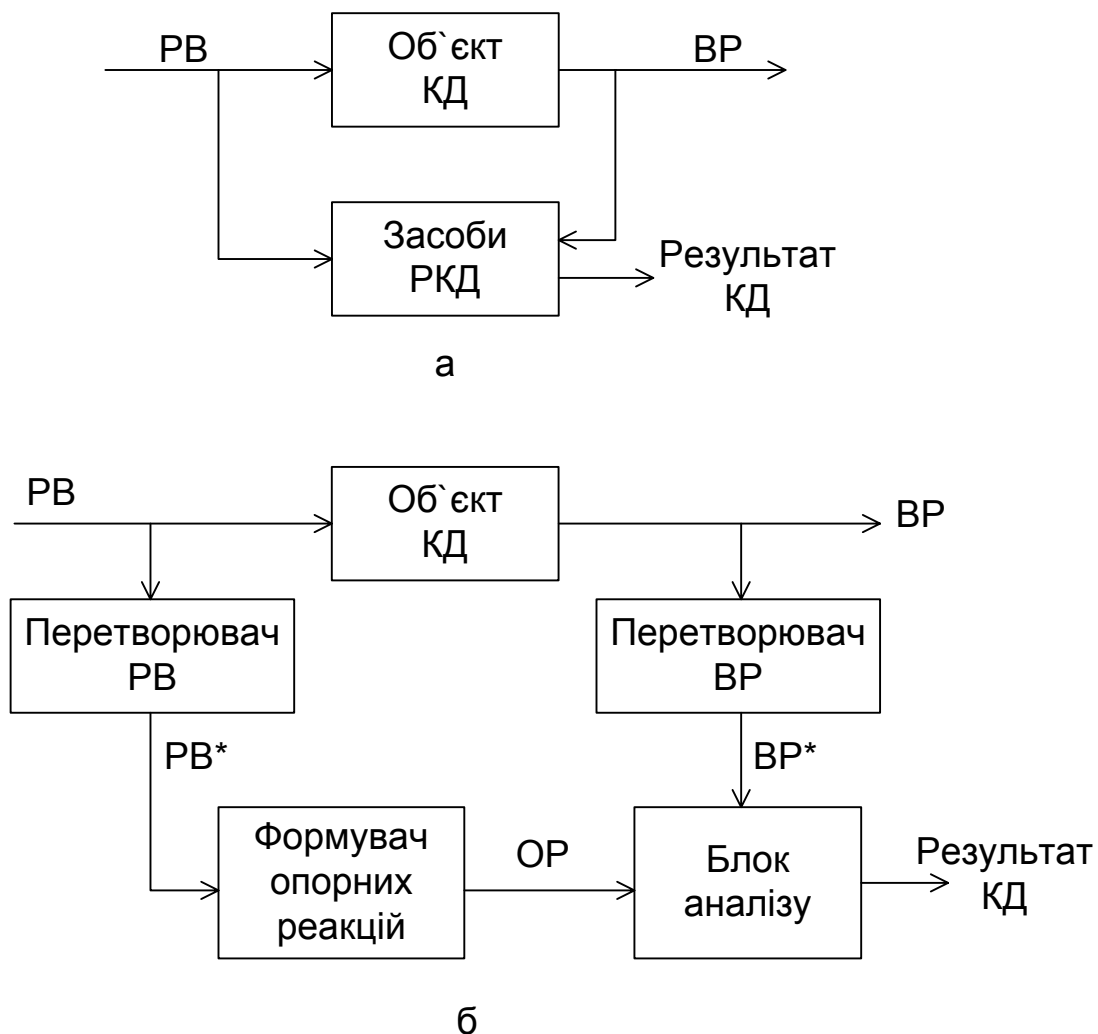 РВ
Об`єкт
КД
ВР
Засоби
РКД
Результат
КД
а
РВ
Об`єкт
КД
ВР
Перетворювач
РВ
Перетворювач
ВР
РВ*
ВР*
Формувач
опорних
реакцій
ОР
Блок
аналізу
Результат
КД
б